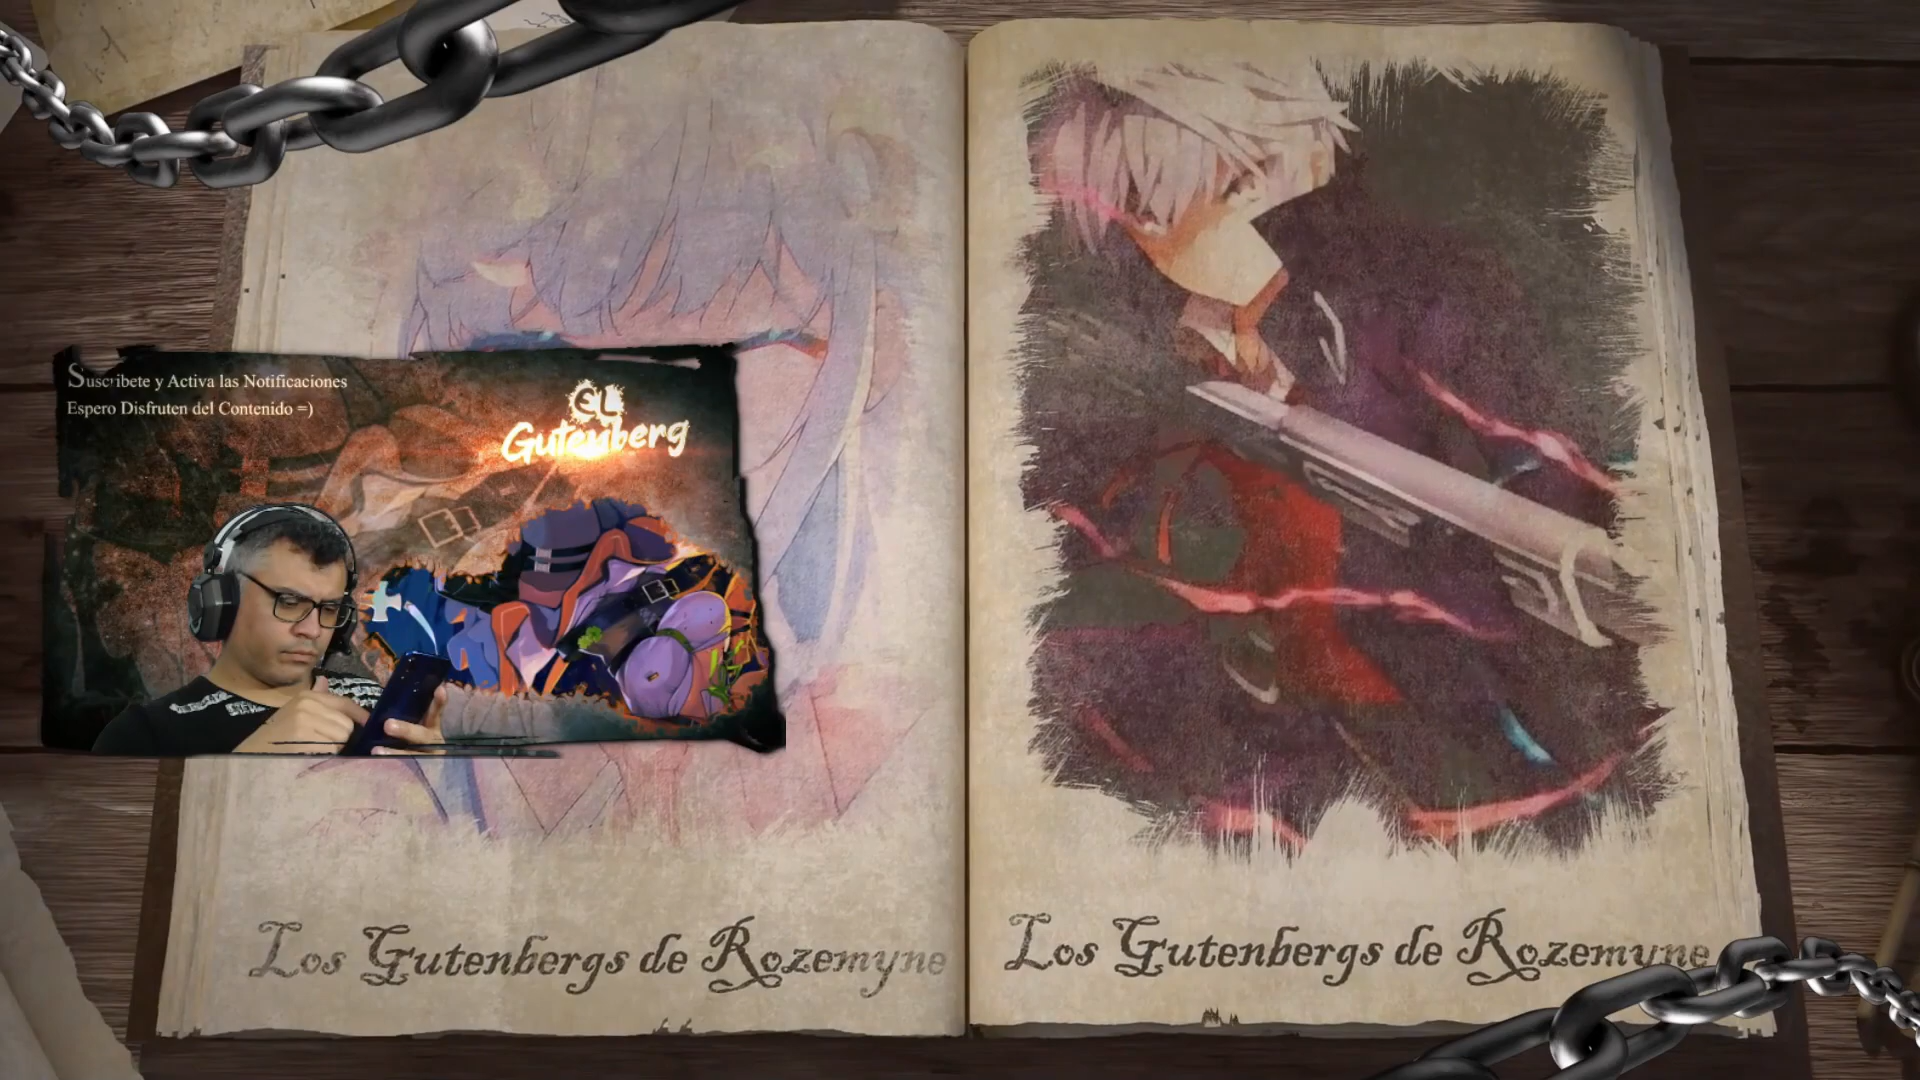 Suscribete y Activa las Notificaciones
Espero Disfruten del Contenido =)
EL
Gutenberg
Los Gutenbergs de Rozemyne
Los Gutenbergs de Rozemyne